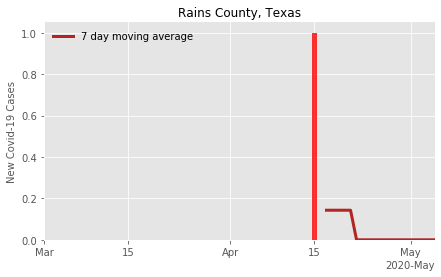 Rains County, Texas
7 day moving average
New Covid-19 Cases
1.0
0.8
0.6
0.4
0.2
0.0
Mar 15 Apr 15 May
2020-May